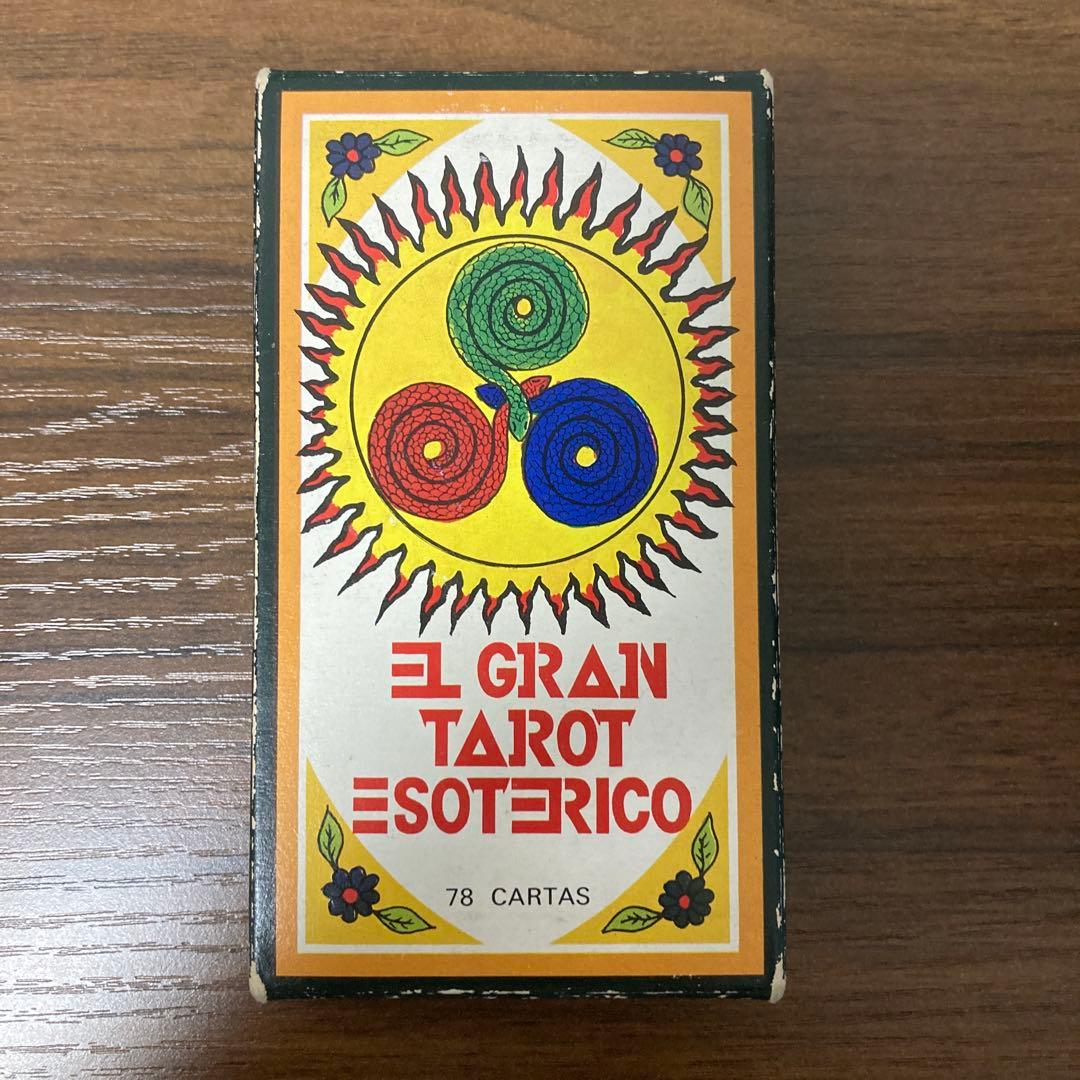 EL GRAN
TAROT
ESOTERICO
78 CARTAS